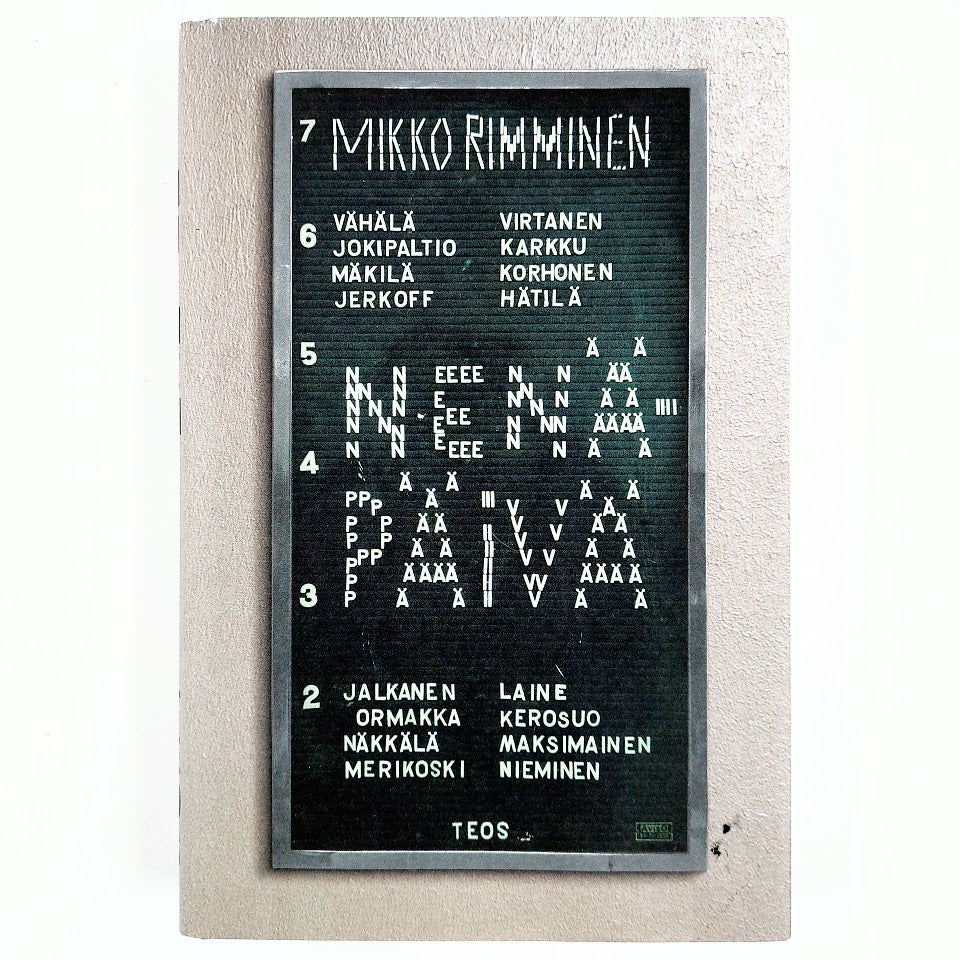 7 MIKKO RIMMINEN
6
VÄHÄLÄ VIRTANEN
JOKIPALTIO KARKKU
MÄKILÄ KORHONEN
JERKOFF HÄTILÄ
5
NENÄ
4
PÄIVÄ
3
2 JALKANEN LAINE
ORMAKKA KEROSUO
NÄKKÄLÄ MAKSIMAINEN
MERIKOSKI NIEMINEN
TEOS